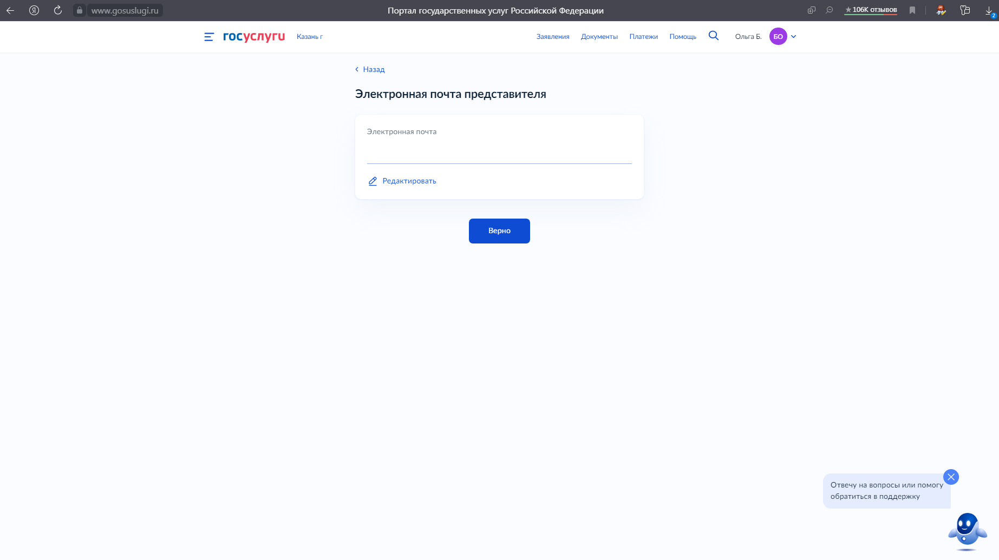 www.gosuslugi.ru
Портал государственных услуг Российской Федерации
★106K отзывов
2
госуслуги
Казань г
Заявления
Документы
Платежи
Помощь
Ольга Б.
БО
Назад
Электронная почта представителя
Электронная почта
Редактировать
Верно
Отвечу на вопросы или помогу
обратиться в поддержку